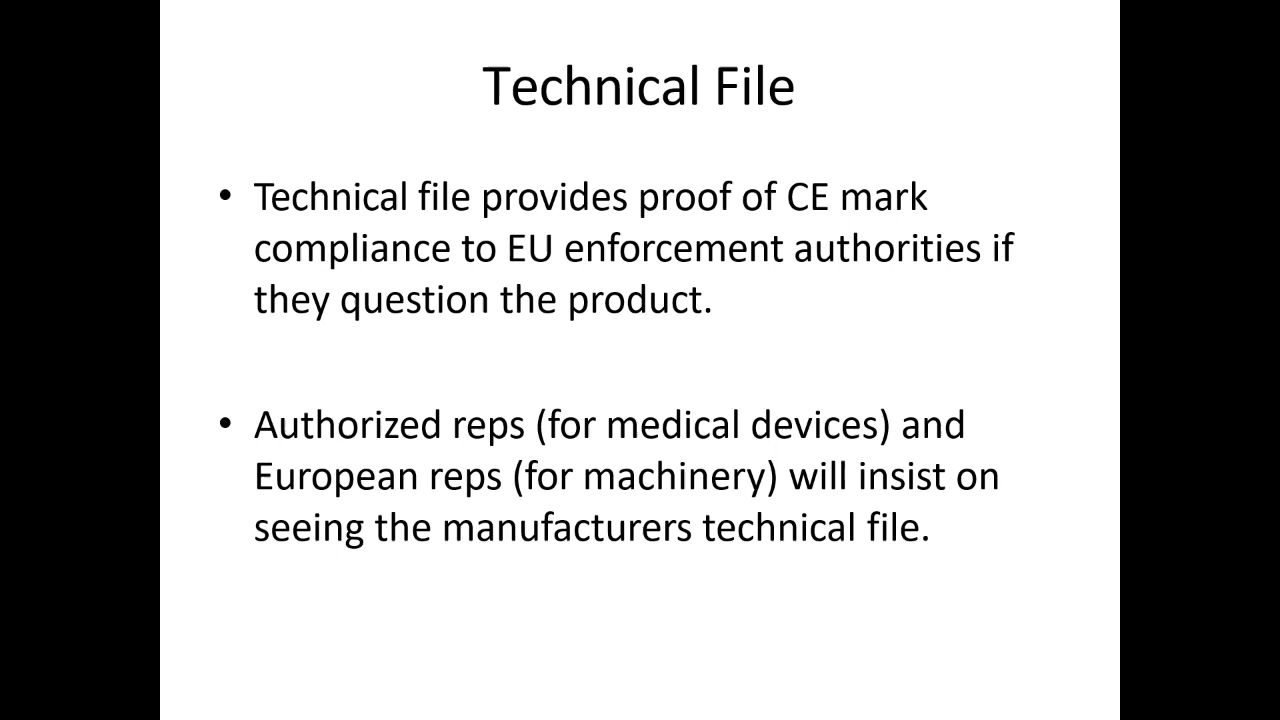 Technical File
• Technical file provides proof of CE mark
compliance to EU enforcement authorities if
they question the product.
• Authorized reps (for medical devices) and
European reps (for machinery) will insist on
seeing the manufacturers technical file.